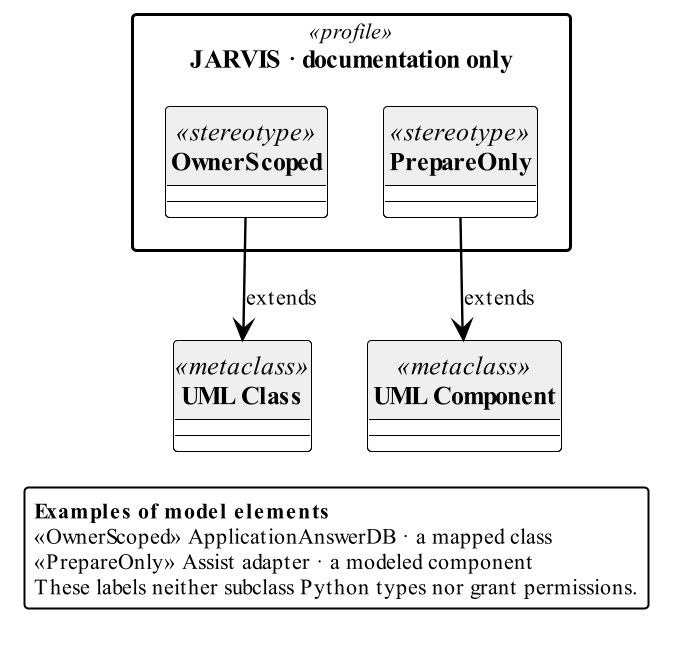 «profile»
JARVIS · documentation only
«stereotype» «stereotype»
OwnerScoped PrepareOnly
extends extends
«metaclass» «metaclass»
UML Class UML Component
Examples of model elements
«OwnerScoped» ApplicationAnswerDB · a mapped class
«PrepareOnly» Assist adapter · a modeled component
These labels neither subclass Python types nor grant permissions.